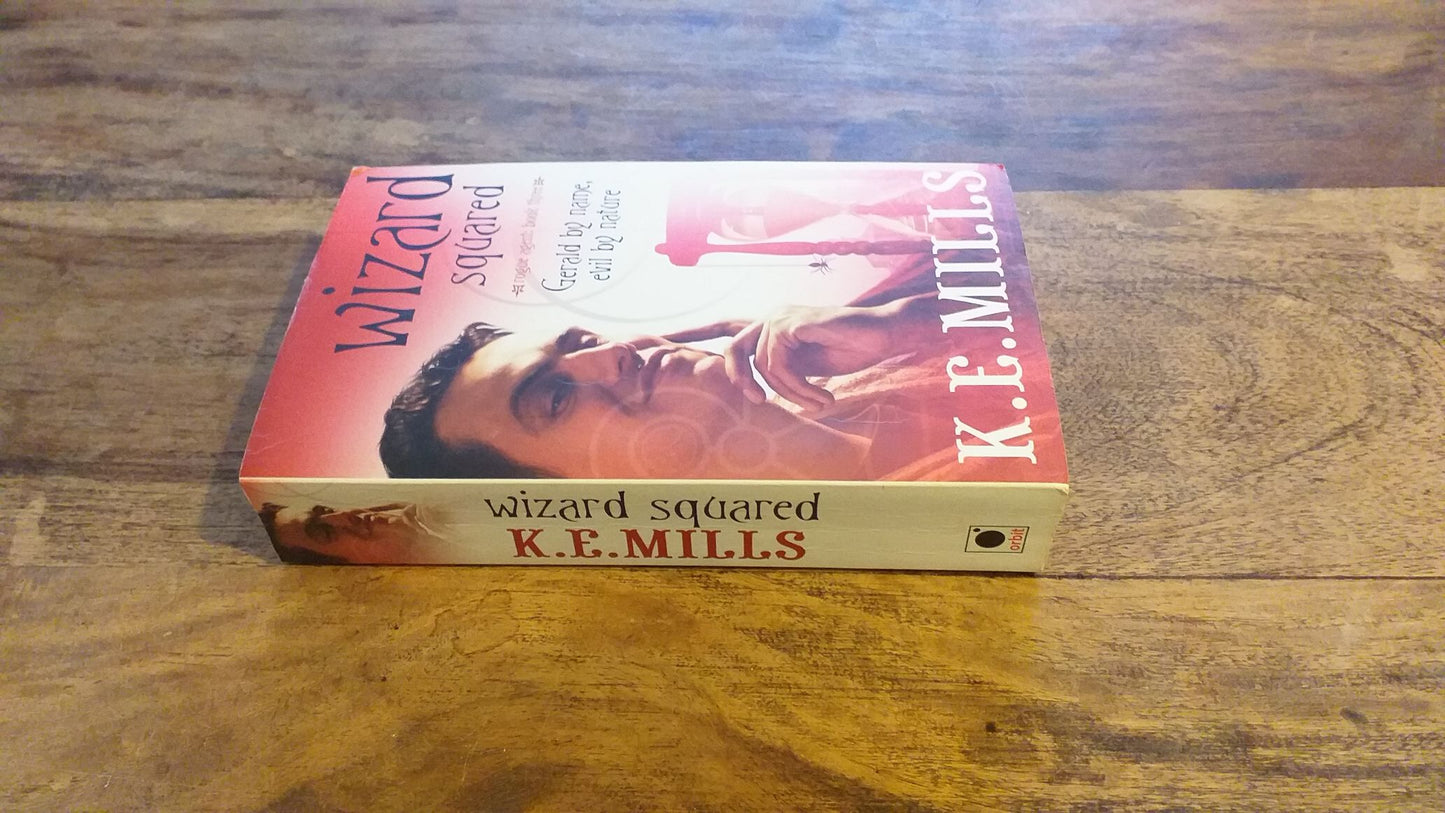 wizard
squared
rogue agent: book three
Gerald by name,
evil by nature
K.E.MILLS
wizard squared
K.E.MILLS
orbit